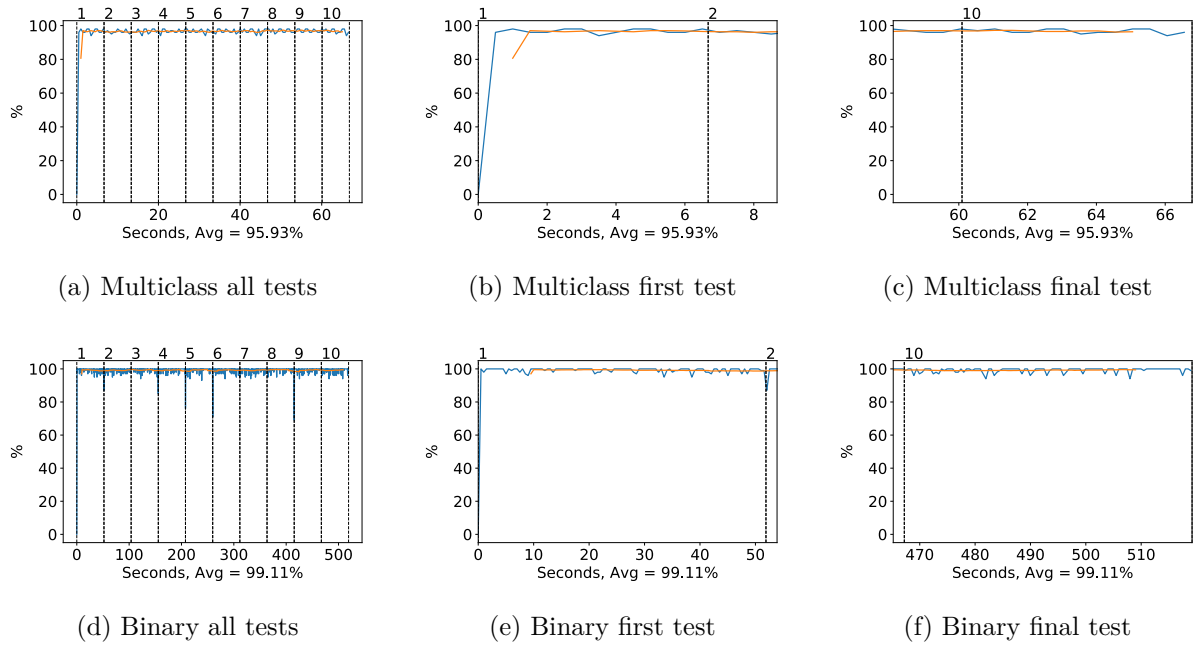 1 2 3 4 5 6 7 8 9 10
100
80
60
40
20
0
%
0 20 40 60
Seconds, Avg = 95.93%
(a) Multiclass all tests
1 2
100
80
60
40
20
0
%
0 2 4 6 8
Seconds, Avg = 95.93%
(b) Multiclass first test
10
100
80
60
40
20
0
%
60 62 64 66
Seconds, Avg = 95.93%
(c) Multiclass final test
1 2 3 4 5 6 7 8 9 10
100
80
60
40
20
0
%
0 100 200 300 400 500
Seconds, Avg = 99.11%
(d) Binary all tests
1 2
100
80
60
40
20
0
%
0 10 20 30 40 50
Seconds, Avg = 99.11%
(e) Binary first test
10
100
80
60
40
20
0
%
470 480 490 500 510
Seconds, Avg = 99.11%
(f) Binary final test